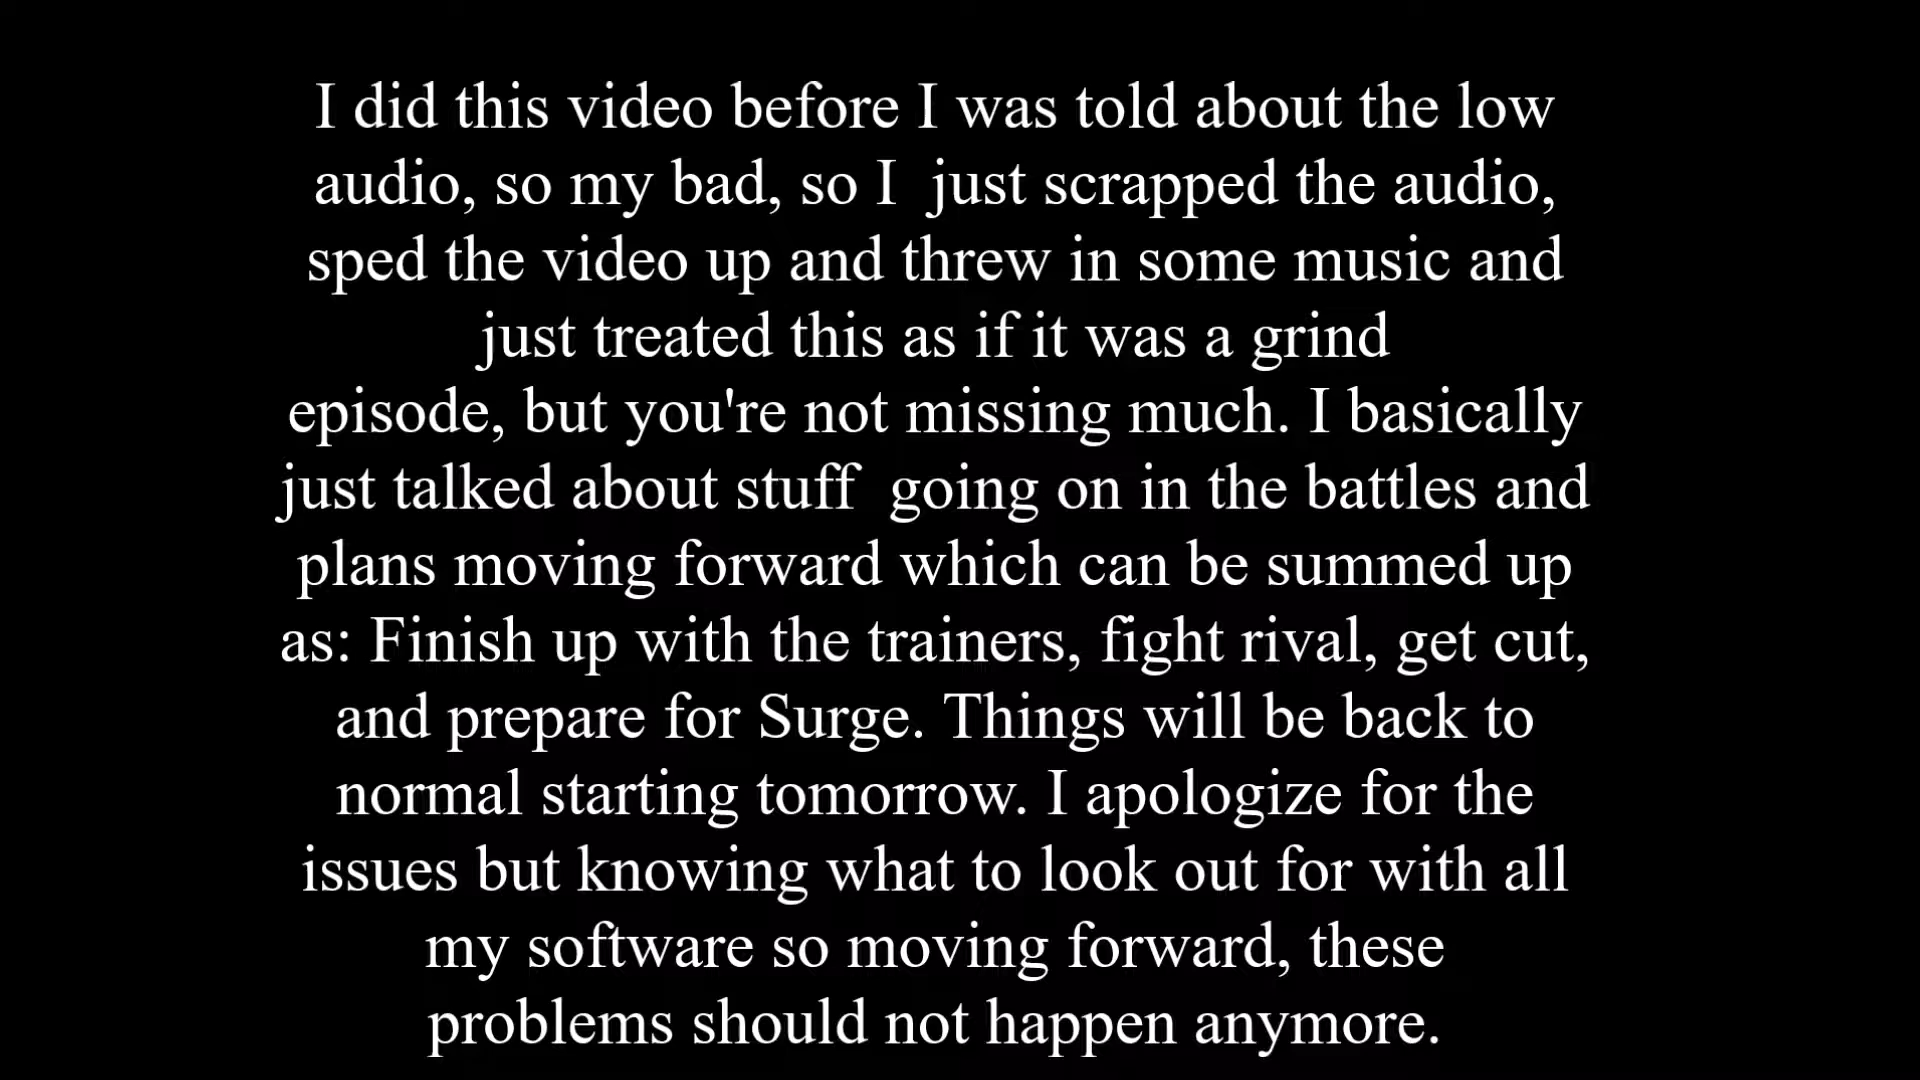 I did this video before I was told about the low
audio, so my bad, so I  just scrapped the audio,
sped the video up and threw in some music and
just treated this as if it was a grind
episode, but you're not missing much. I basically
just talked about stuff  going on in the battles and
plans moving forward which can be summed up
as: Finish up with the trainers, fight rival, get cut,
and prepare for Surge. Things will be back to
normal starting tomorrow. I apologize for the
issues but knowing what to look out for with all
my software so moving forward, these
problems should not happen anymore.